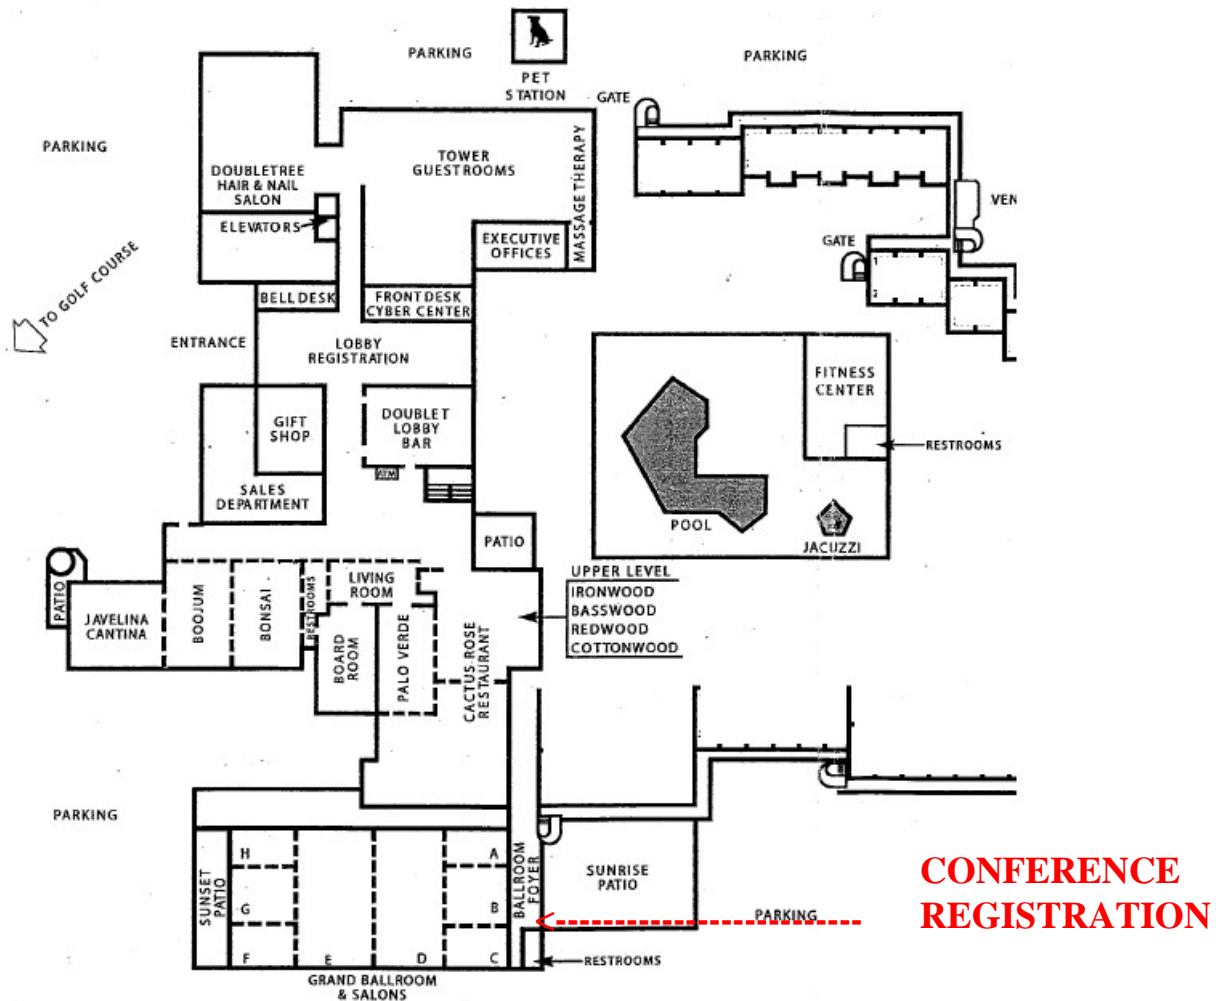 PARKING
PET
STATION
PARKING
GATE
PARKING
DOUBLETREE
HAIR & NAIL
SALON
TOWER
GUESTROOMS
MASSAGE THERAPY
ELEVATORS
EXECUTIVE
OFFICES
VEN
GATE
TO GOLF COURSE
BELL DESK
FRONT DESK
CYBER CENTER
ENTRANCE
LOBBY
REGISTRATION
FITNESS
CENTER
GIFT
SHOP
DOUBLET
LOBBY
BAR
RESTROOMS
ATM
SALES
DEPARTMENT
POOL
JACUZZI
PATIO
UPPER LEVEL
IRONWOOD
BASSWOOD
REDWOOD
COTTONWOOD
PATIO
JAVELINA
CANTINA
BOOJUM
BONSAI
RESTROOMS
LIVING
ROOM
BOARD
ROOM
PALO VERDE
CACTUS-ROSE
RESTAURANT
PARKING
H
A
SUNSET
PATIO
G
B
BALLROOM
FOYER
SUNRISE
PATIO
CONFERENCE
REGISTRATION
PARKING
F
E
D
C
RESTROOMS
GRAND BALLROOM
& SALONS